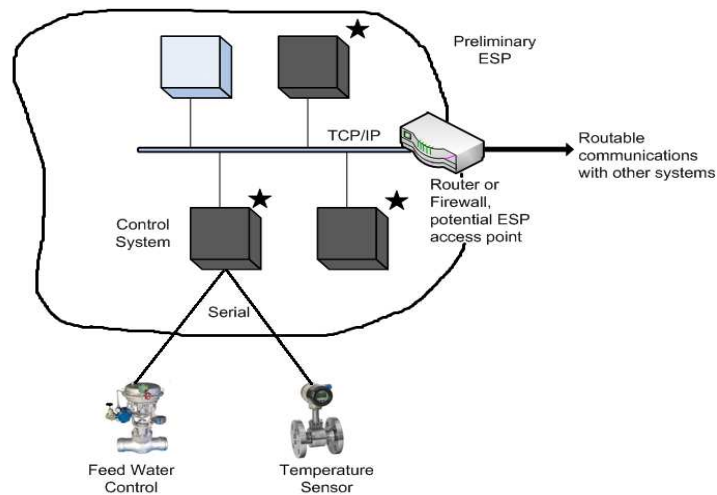 Preliminary
ESP
TCP/IP
Routable
communications
with other systems
Router or
Firewall,
potential ESP
access point
Control
System
Serial
Feed Water
Control
Temperature
Sensor